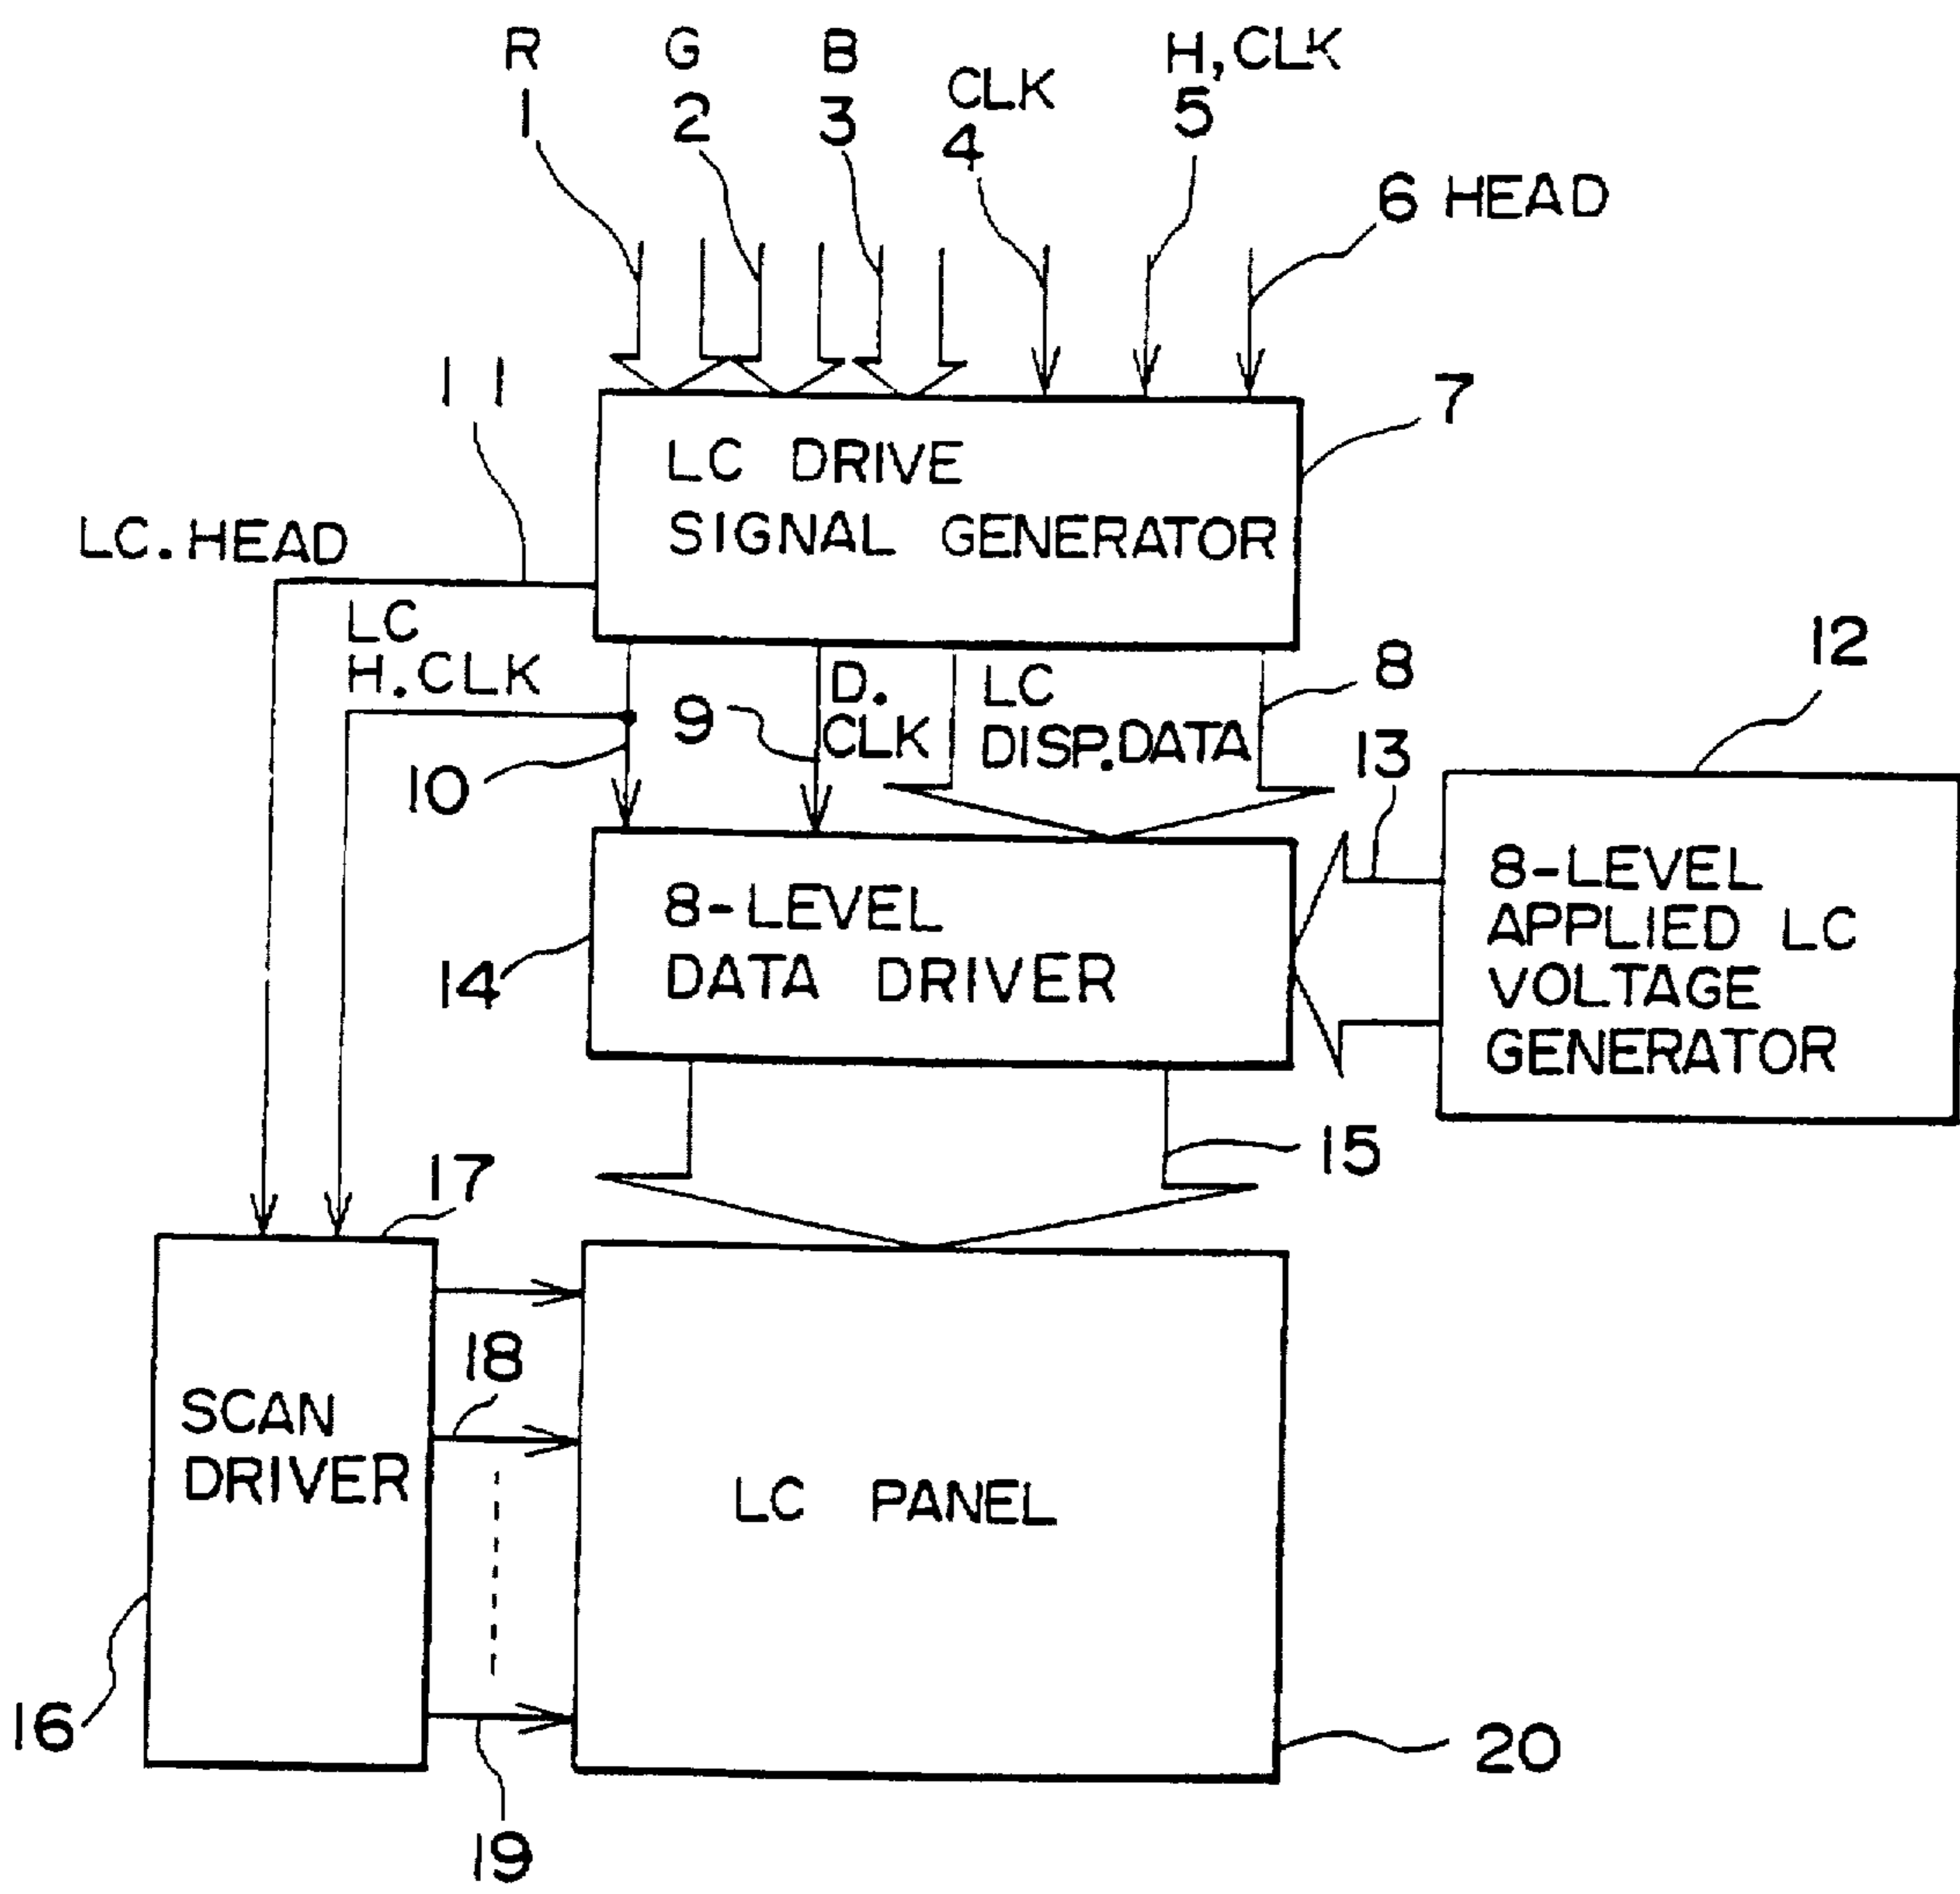 R G B CLK H,CLK
1 2 3 4 5
6 HEAD
11
7
LC DRIVE
SIGNAL GENERATOR
LC.HEAD
LC
H.CLK
10
9
D.
CLK
LC
DISP.DATA
8
12
13
8-LEVEL
APPLIED LC
VOLTAGE
GENERATOR
8-LEVEL
DATA DRIVER
14
15
17
18
SCAN
DRIVER
LC PANEL
16
19
20